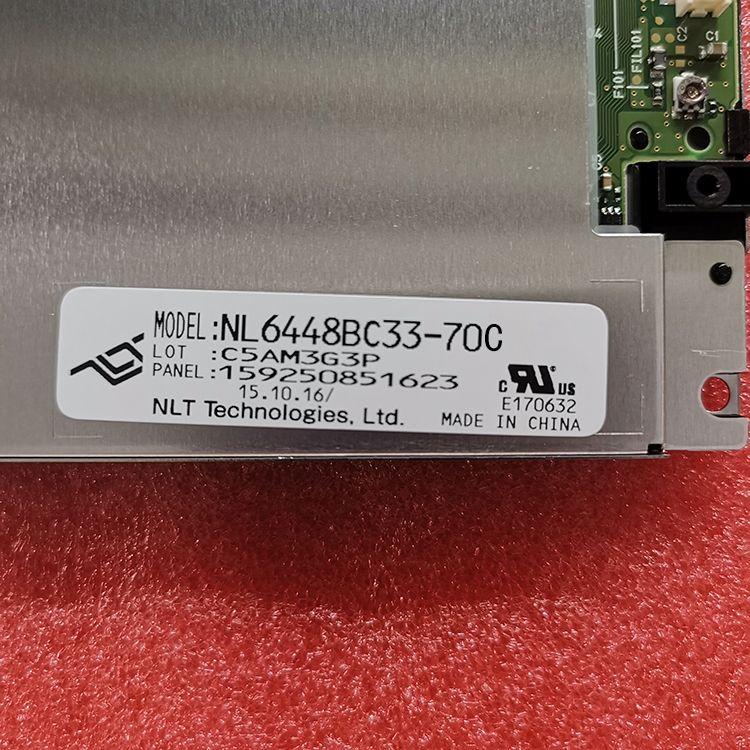 C2
C1
FIL101
F101
MODEL:NL6448BC33-70C
LOT :C5AM3G3P
PANEL:159250851623
15.10.16/
NLT Technologies, Ltd.
C UR US
E170632
MADE IN CHINA